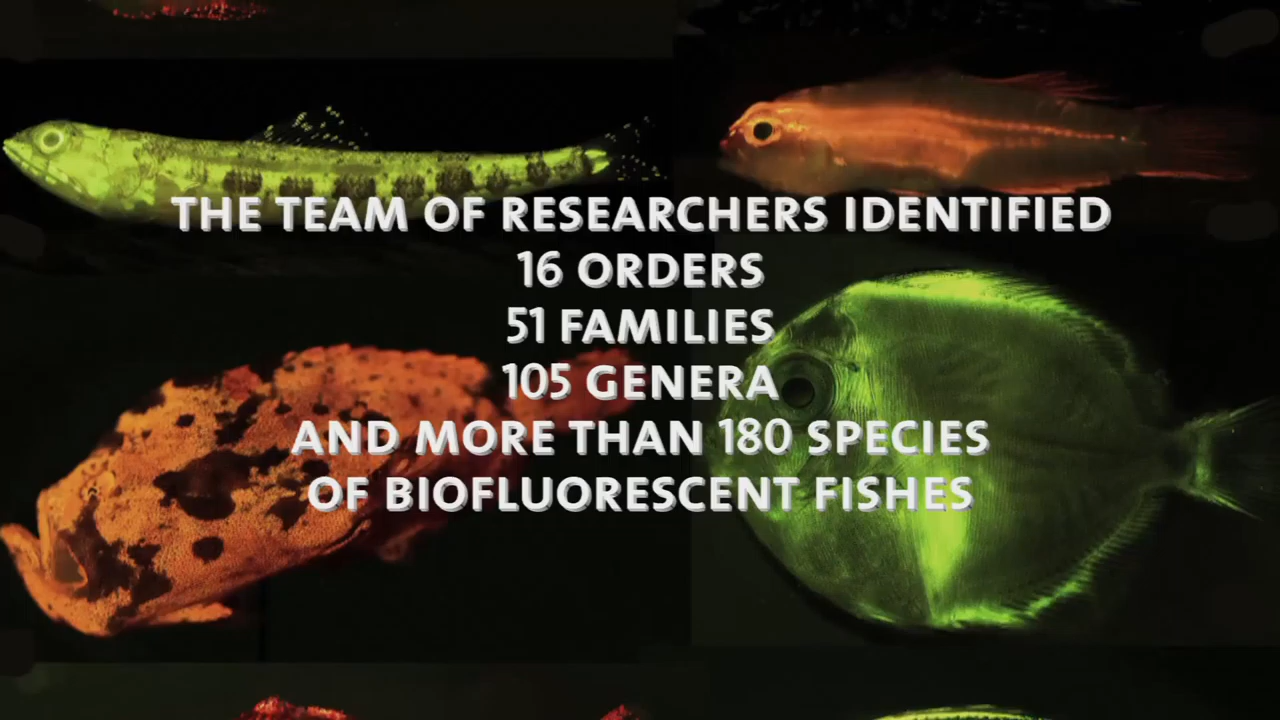 THE TEAM OF RESEARCHERS IDENTIFIED
16 ORDERS
51 FAMILIES
105 GENERA
AND MORE THAN 180 SPECIES
OF BIOFLUORESCENT FISHES